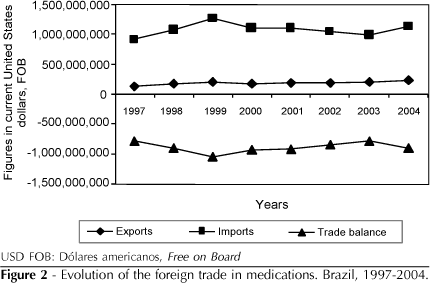 Figures in current United States
dollars, FOB
1,500,000,000
1,000,000,000
500,000,000
0
-500,000,000
-1,000,000,000
-1,500,000,000
1997 1998 1999 2000 2001 2002 2003 2004
Years
Exports Imports Trade balance
USD FOB: Dólares americanos, Free on Board
Figure 2 - Evolution of the foreign trade in medications. Brazil, 1997-2004.